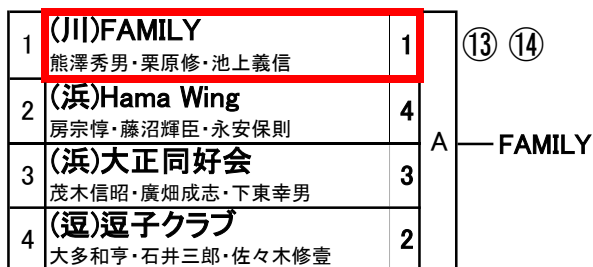 1 (川)FAMILY 1 ⑬ ⑭
熊澤秀男・栗原修・池上義信
2 (浜)Hama Wing 4
房宗惇・藤沼輝臣・永安保則
A FAMILY
3 (浜)大正同好会 3
茂木信昭・廣畑成志・下東幸男
4 (逗)逗子クラブ 2
大多和亨・石井三郎・佐々木修壹